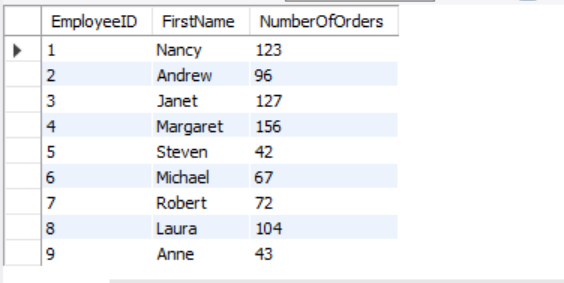 EmployeeID FirstName NumberOfOrders
1 Nancy 123
2 Andrew 96
3 Janet 127
4 Margaret 156
5 Steven 42
6 Michael 67
7 Robert 72
8 Laura 104
9 Anne 43